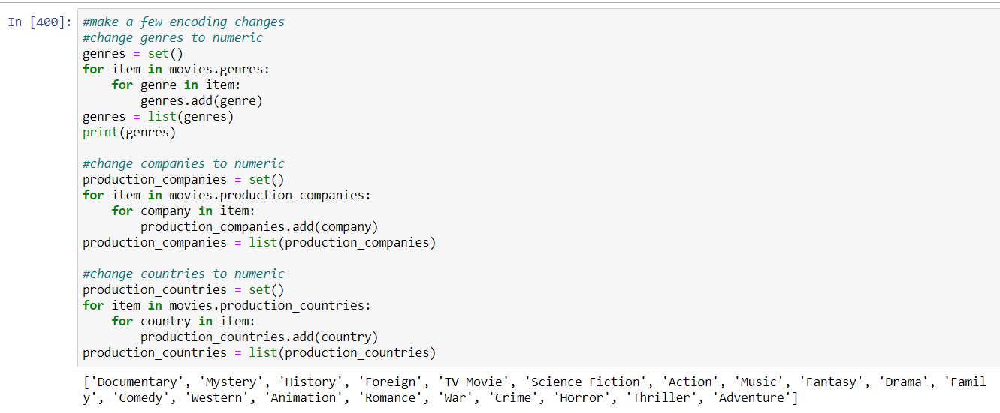 In [400]: #make a few encoding changes
#change genres to numeric
genres = set()
for item in movies.genres:
    for genre in item:
        genres.add(genre)
genres = list(genres)
print(genres)

#change companies to numeric
production_companies = set()
for item in movies.production_companies:
    for company in item:
        production_companies.add(company)
production_companies = list(production_companies)

#change countries to numeric
production_countries = set()
for item in movies.production_countries:
    for country in item:
        production_countries.add(country)
production_countries = list(production_countries)
['Documentary', 'Mystery', 'History', 'Foreign', 'TV Movie', 'Science Fiction', 'Action', 'Music', 'Fantasy', 'Drama', 'Famil
y', 'Comedy', 'Western', 'Animation', 'Romance', 'War', 'Crime', 'Horror', 'Thriller', 'Adventure']